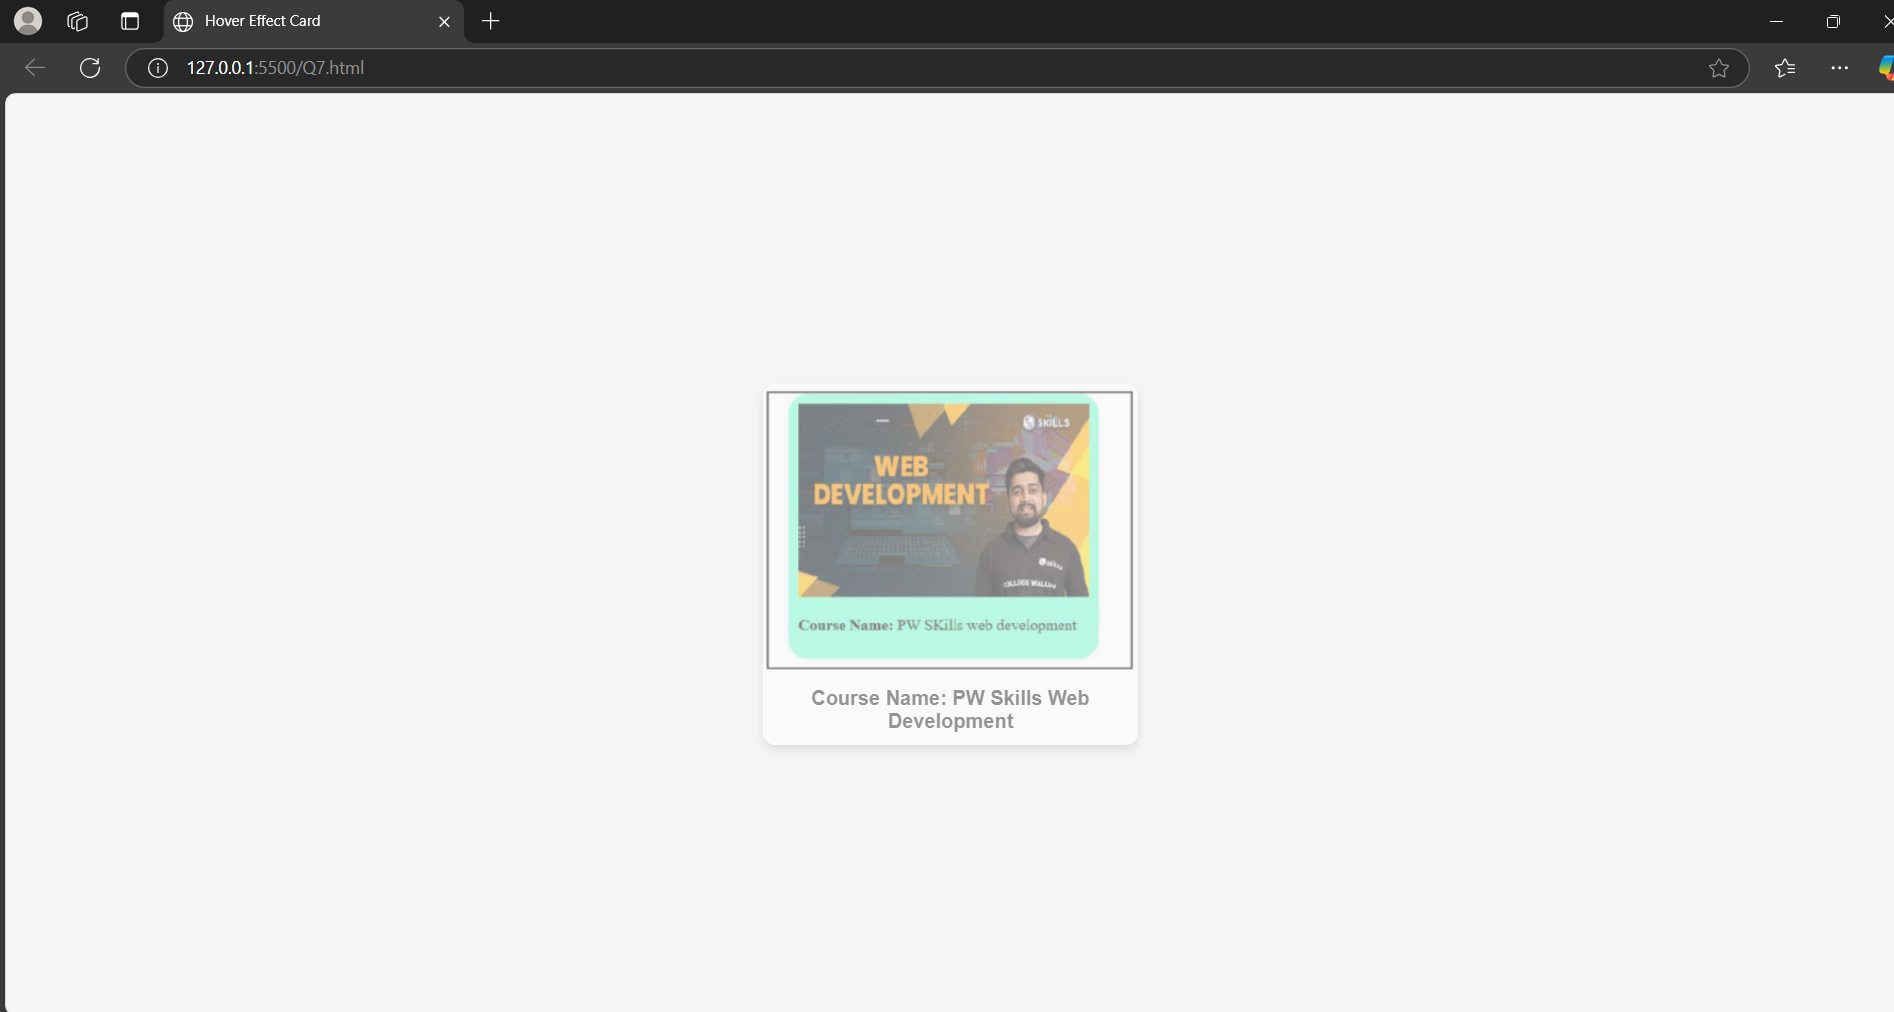 Hover Effect Card
127.0.0.1:5500/Q7.html
SKILLS
WEB
DEVELOPMENT
SKILLS
COLLEGE WALLAH
Course Name: PW SKills web development
Course Name: PW Skills Web
Development